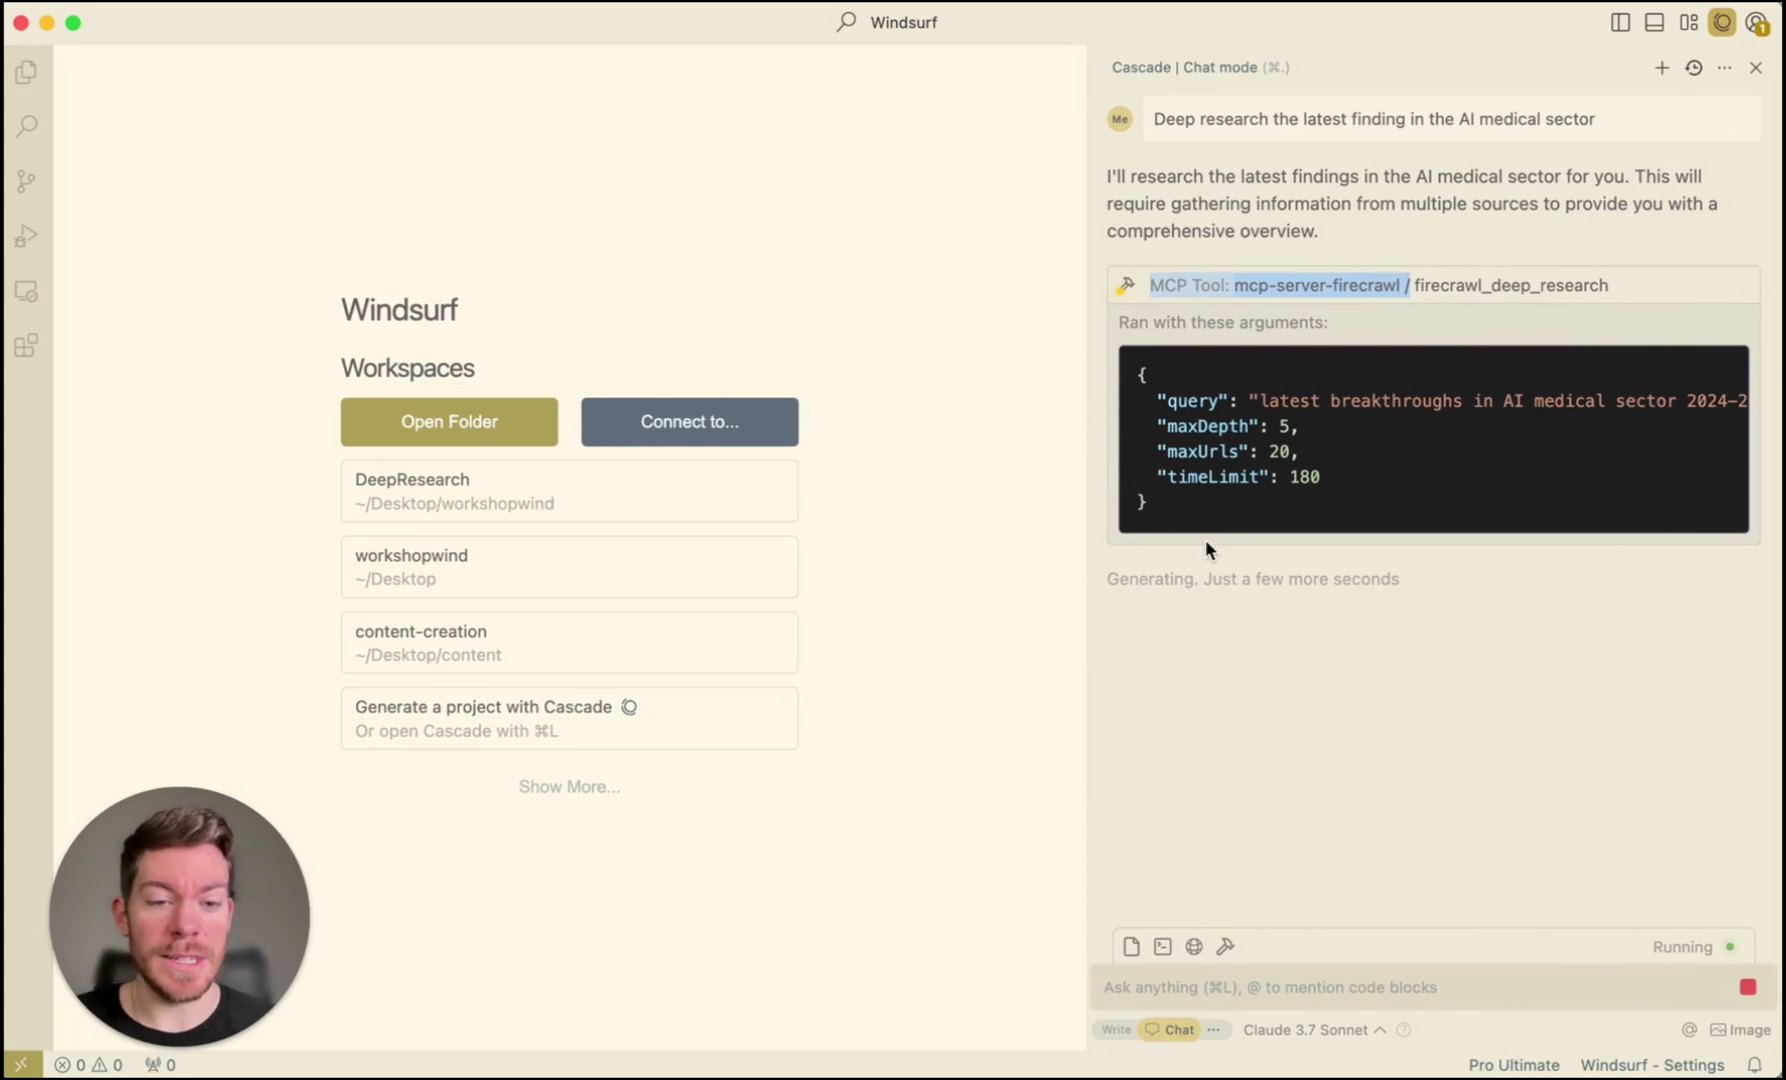 Windsurf
Cascade | Chat mode (⌘.)
Me
Deep research the latest finding in the AI medical sector
I'll research the latest findings in the AI medical sector for you. This will
require gathering information from multiple sources to provide you with a
comprehensive overview.
MCP Tool: mcp-server-firecrawl / firecrawl_deep_research
Ran with these arguments:
{
"query": "latest breakthroughs in AI medical sector 2024-2
"maxDepth": 5,
"maxUrls": 20,
"timeLimit": 180
}
Generating. Just a few more seconds
Windsurf
Workspaces
Open Folder
Connect to...
DeepResearch
~/Desktop/workshopwind
workshopwind
~/Desktop
content-creation
~/Desktop/content
Generate a project with Cascade
Or open Cascade with ⌘L
Show More...
Running
Ask anything (⌘L), @ to mention code blocks
Write
Chat
Claude 3.7 Sonnet
@
Image
0
0
0
Pro Ultimate
Windsurf - Settings
1